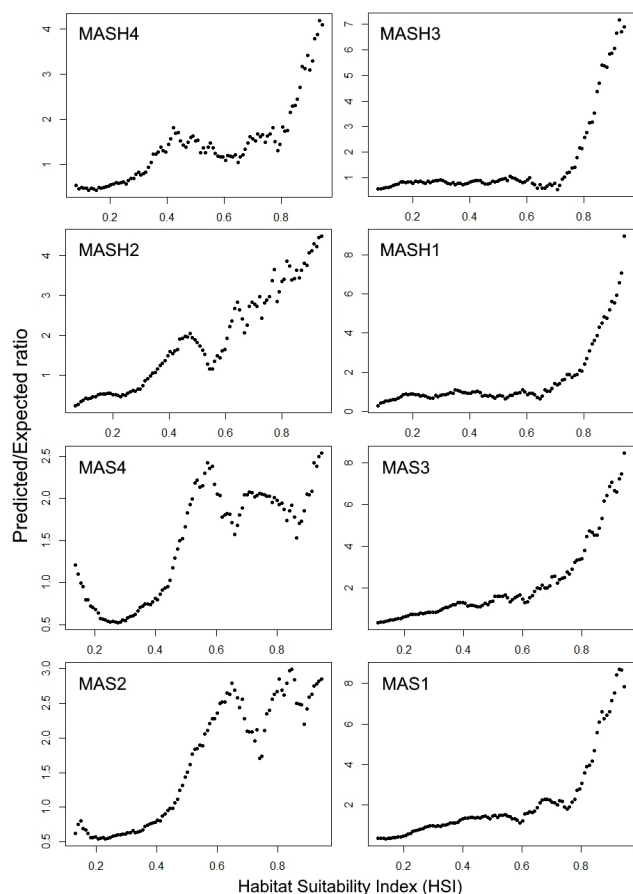 MASH4
4
3
2
1
0.2 0.4 0.6 0.8
MASH3
7
6
5
4
3
2
1
0.2 0.4 0.6 0.8
MASH2
4
3
2
1
0.2 0.4 0.6 0.8
MASH1
8
6
4
2
0
0.2 0.4 0.6 0.8
Predicted/Expected ratio
MAS4
2.5
2.0
1.5
1.0
0.5
0.2 0.4 0.6 0.8
MAS3
8
6
4
2
0.2 0.4 0.6 0.8
MAS2
3.0
2.5
2.0
1.5
1.0
0.5
0.2 0.4 0.6 0.8
MAS1
8
6
4
2
0.2 0.4 0.6 0.8
Habitat Suitability Index (HSI)